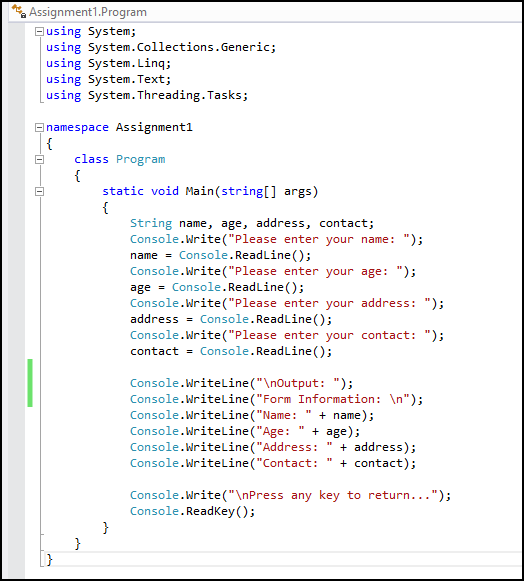 Assignment1.Program
using System;
using System.Collections.Generic;
using System.Linq;
using System.Text;
using System.Threading.Tasks;
namespace Assignment1
{
class Program
{
static void Main(string[] args)
{
String name, age, address, contact;
Console.Write("Please enter your name: ");
name = Console.ReadLine();
Console.Write("Please enter your age: ");
age = Console.ReadLine();
Console.Write("Please enter your address: ");
address = Console.ReadLine();
Console.Write("Please enter your contact: ");
contact = Console.ReadLine();
Console.WriteLine("\nOutput: ");
Console.WriteLine("Form Information: \n");
Console.WriteLine("Name: " + name);
Console.WriteLine("Age: " + age);
Console.WriteLine("Address: " + address);
Console.WriteLine("Contact: " + contact);
Console.Write("\nPress any key to return...");
Console.ReadKey();
}
}
}